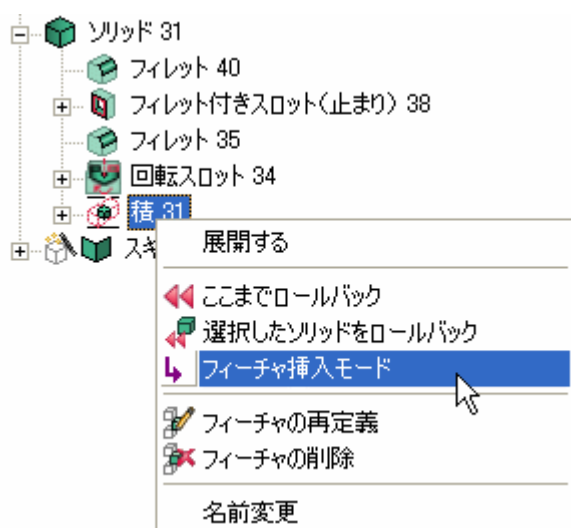 ソリッド 31
フィレット 40
フィレット付きスロット(止まり) 38
フィレット 35
回転スロット 34
積 31
スキ
展開する
ここまでロールバック
選択したソリッドをロールバック
フィーチャ挿入モード
フィーチャの再定義
フィーチャの削除
名前変更